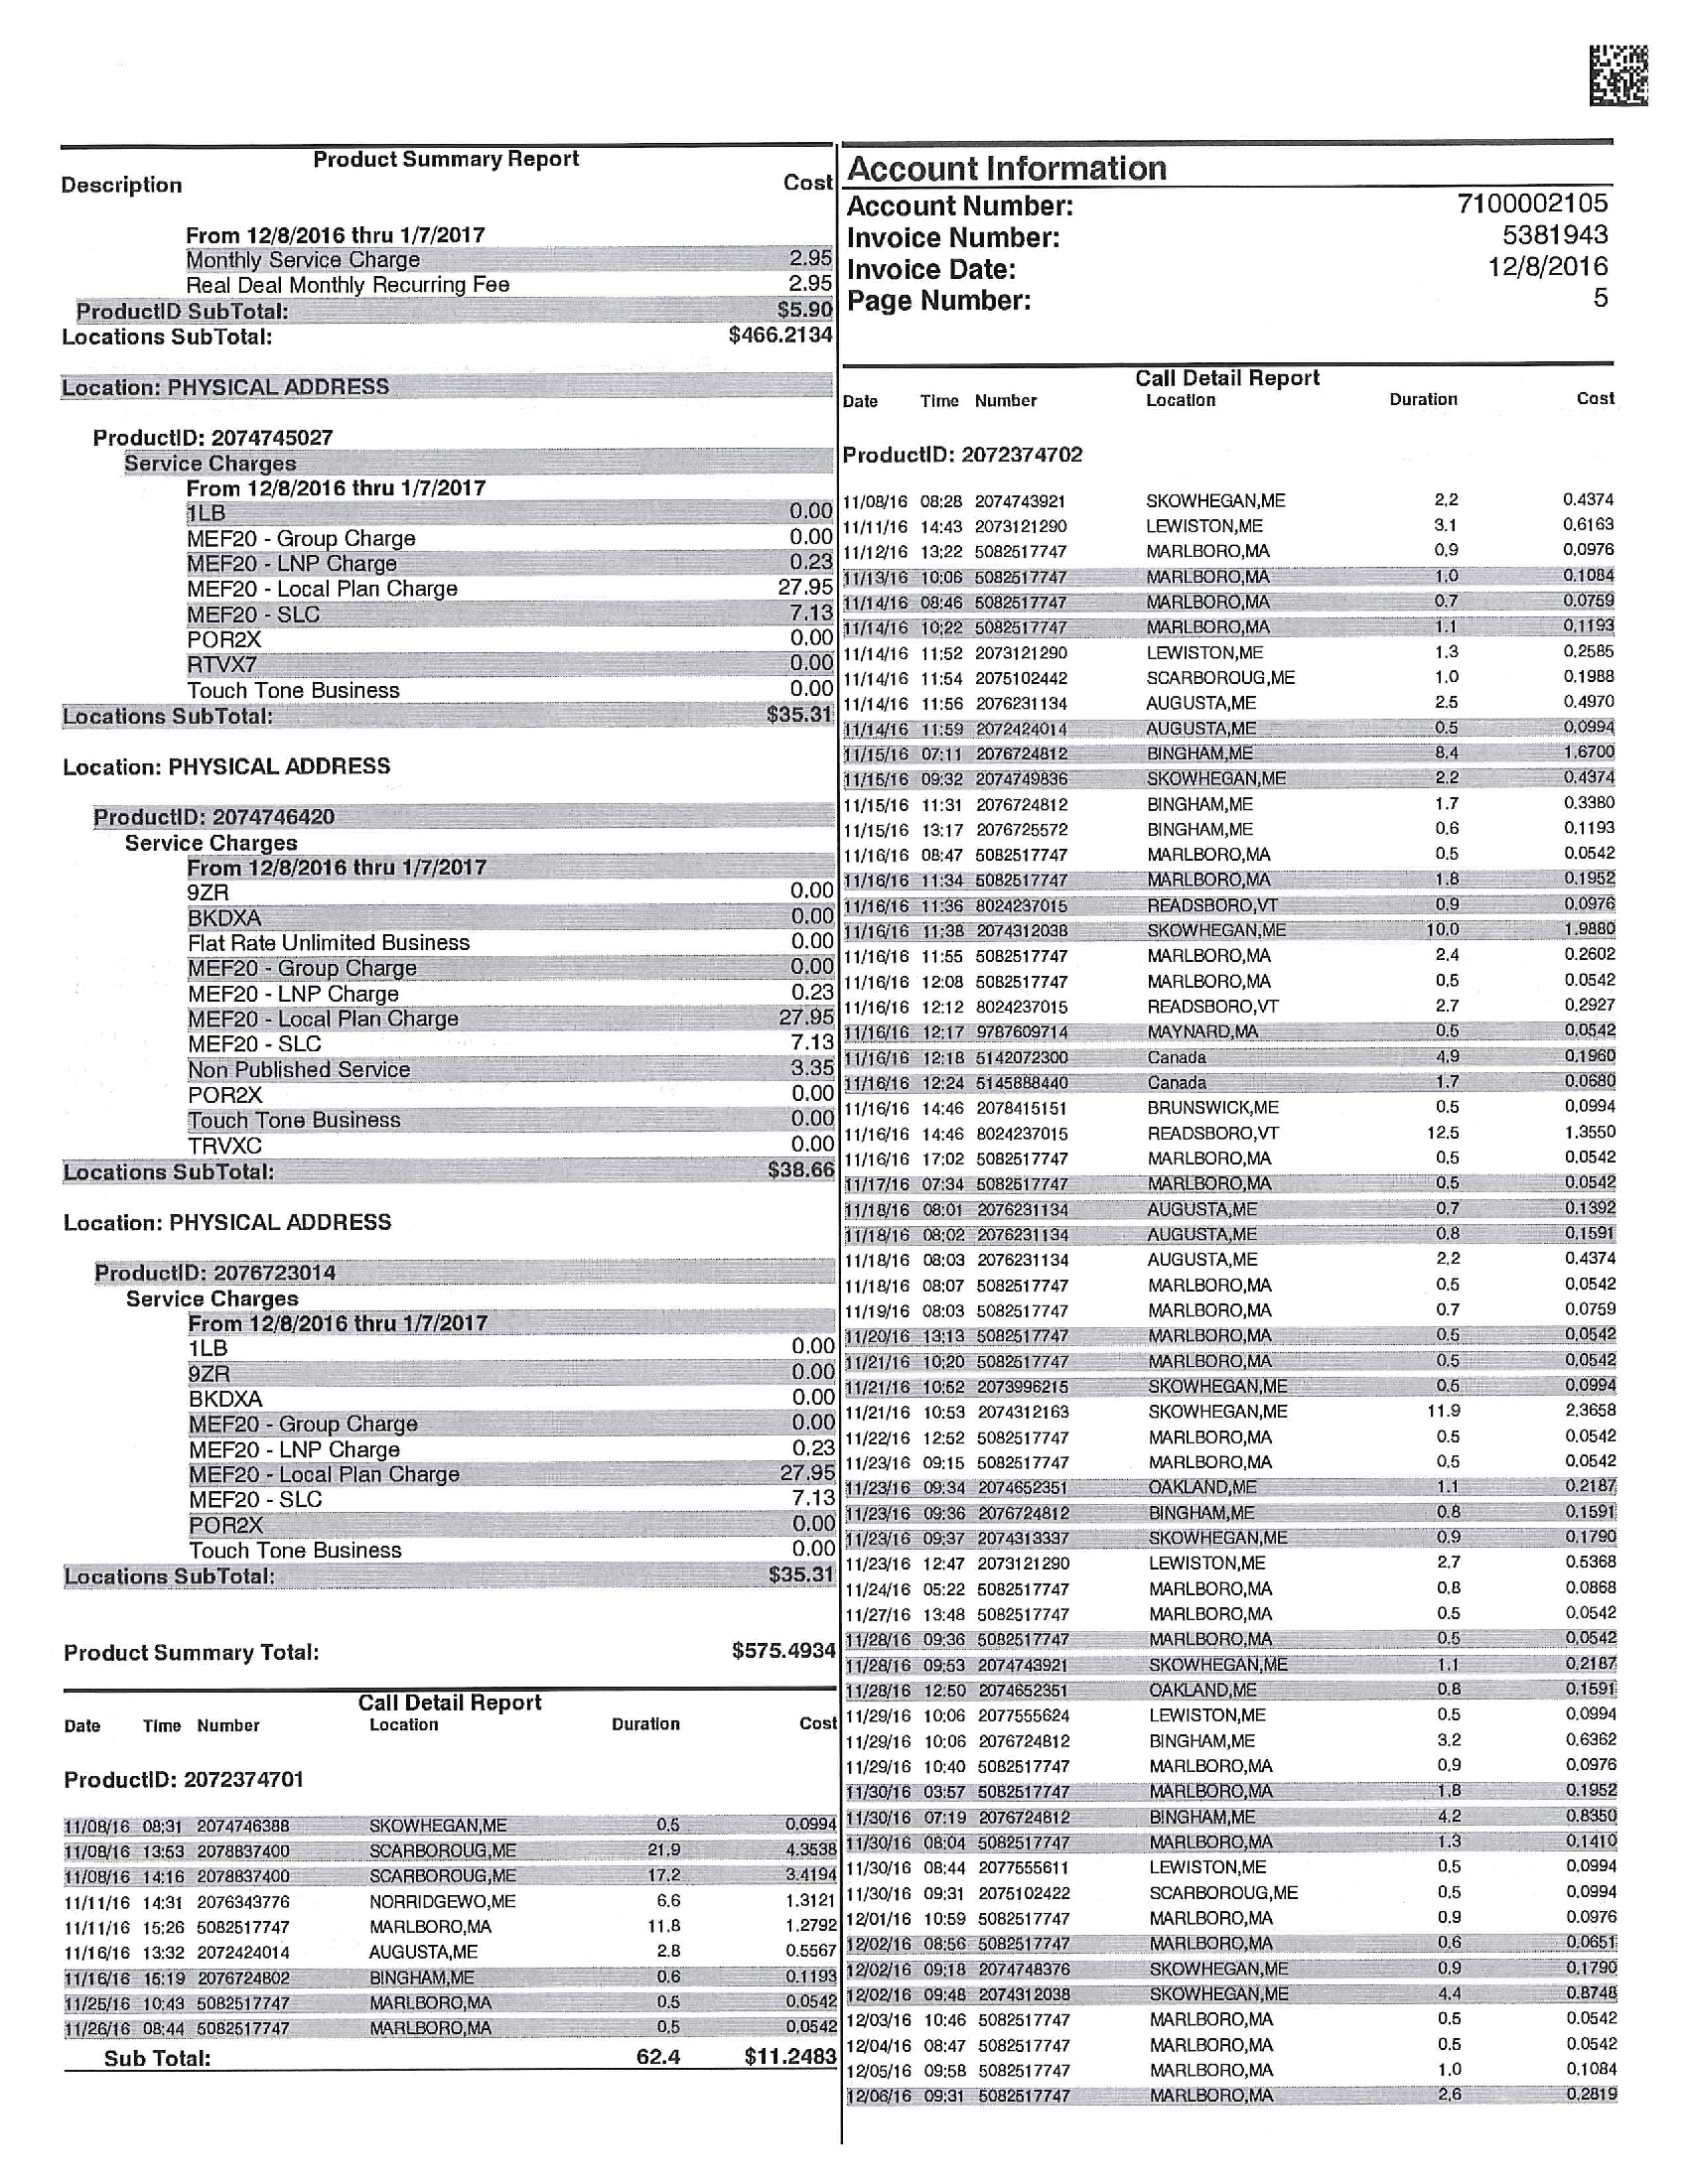 Product Summary Report
Description Cost
From 12/8/2016 thru 1/7/2017
Monthly Service Charge 2.95
Real Deal Monthly Recurring Fee 2.95
ProductID SubTotal: $5.90
Locations SubTotal: $466.2134
Location: PHYSICAL ADDRESS
ProductID: 2074745027
Service Charges
From 12/8/2016 thru 1/7/2017
1LB 0.00
MEF20 - Group Charge 0.00
MEF20 - LNP Charge 0.23
MEF20 - Local Plan Charge 27.95
MEF20 - SLC 7.13
POR2X 0.00
RTVX7 0.00
Touch Tone Business 0.00
Locations SubTotal: $35.31
Location: PHYSICAL ADDRESS
ProductID: 2074746420
Service Charges
From 12/8/2016 thru 1/7/2017
9ZR 0.00
BKDXA 0.00
Flat Rate Unlimited Business 0.00
MEF20 - Group Charge 0.00
MEF20 - LNP Charge 0.23
MEF20 - Local Plan Charge 27.95
MEF20 - SLC 7.13
Non Published Service 3.35
POR2X 0.00
Touch Tone Business 0.00
TRVXC 0.00
Locations SubTotal: $38.66
Location: PHYSICAL ADDRESS
ProductID: 2076723014
Service Charges
From 12/8/2016 thru 1/7/2017
1LB 0.00
9ZR 0.00
BKDXA 0.00
MEF20 - Group Charge 0.00
MEF20 - LNP Charge 0.23
MEF20 - Local Plan Charge 27.95
MEF20 - SLC 7.13
POR2X 0.00
Touch Tone Business 0.00
Locations SubTotal: $35.31
Product Summary Total: $575.4934
Call Detail Report
Date Time Number Location Duration Cost
ProductID: 2072374701
11/08/16 08:31 2074746388 SKOWHEGAN,ME 0.5 0.0994
11/08/16 13:53 2078837400 SCARBOROUG,ME 21.9 4.3538
11/08/16 14:16 2078837400 SCARBOROUG,ME 17.2 3.4194
11/11/16 14:31 2076343776 NORRIDGEWO,ME 6.6 1.3121
11/11/16 15:26 5082517747 MARLBORO,MA 11.8 1.2792
11/16/16 13:32 2072424014 AUGUSTA,ME 2.8 0.5567
11/16/16 15:19 2076724802 BINGHAM,ME 0.6 0.1193
11/25/16 10:43 5082517747 MARLBORO,MA 0.5 0.0542
11/26/16 08:44 5082517747 MARLBORO,MA 0.5 0.0542
Sub Total: 62.4 $11.2483
Account Information
Account Number: 7100002105
Invoice Number: 5381943
Invoice Date: 12/8/2016
Page Number: 5
Call Detail Report
Date Time Number Location Duration Cost
ProductID: 2072374702
11/08/16 08:28 2074743921 SKOWHEGAN,ME 2.2 0.4374
11/11/16 14:43 2073121290 LEWISTON,ME 3.1 0.6163
11/12/16 13:22 5082517747 MARLBORO,MA 0.9 0.0976
11/13/16 10:06 5082517747 MARLBORO,MA 1.0 0.1084
11/14/16 08:46 5082517747 MARLBORO,MA 0.7 0.0759
11/14/16 10:22 5082517747 MARLBORO,MA 1.1 0.1193
11/14/16 11:52 2073121290 LEWISTON,ME 1.3 0.2585
11/14/16 11:54 2075102442 SCARBOROUG,ME 1.0 0.1988
11/14/16 11:56 2076231134 AUGUSTA,ME 2.5 0.4970
11/14/16 11:59 2072424014 AUGUSTA,ME 0.5 0.0994
11/15/16 07:11 2076724812 BINGHAM,ME 8.4 1.6700
11/15/16 09:32 2074749836 SKOWHEGAN,ME 2.2 0.4374
11/15/16 11:31 2076724812 BINGHAM,ME 1.7 0.3380
11/15/16 13:17 2076725572 BINGHAM,ME 0.6 0.1193
11/16/16 08:47 5082517747 MARLBORO,MA 0.5 0.0542
11/16/16 11:34 5082517747 MARLBORO,MA 1.8 0.1952
11/16/16 11:36 8024237015 READSBORO,VT 0.9 0.0976
11/16/16 11:38 2074312038 SKOWHEGAN,ME 10.0 1.9880
11/16/16 11:55 5082517747 MARLBORO,MA 2.4 0.2602
11/16/16 12:08 5082517747 MARLBORO,MA 0.5 0.0542
11/16/16 12:12 8024237015 READSBORO,VT 2.7 0.2927
11/16/16 12:17 9787609714 MAYNARD,MA 0.5 0.0542
11/16/16 12:18 5142072300 Canada 4.9 0.1960
11/16/16 12:24 5145888440 Canada 1.7 0.0680
11/16/16 14:46 2078415151 BRUNSWICK,ME 0.5 0.0994
11/16/16 14:46 8024237015 READSBORO,VT 12.5 1.3550
11/16/16 17:02 5082517747 MARLBORO,MA 0.5 0.0542
11/17/16 07:34 5082517747 MARLBORO,MA 0.5 0.0542
11/18/16 08:01 2076231134 AUGUSTA,ME 0.7 0.1392
11/18/16 08:02 2076231134 AUGUSTA,ME 0.8 0.1591
11/18/16 08:03 2076231134 AUGUSTA,ME 2.2 0.4374
11/18/16 08:07 5082517747 MARLBORO,MA 0.5 0.0542
11/19/16 08:03 5082517747 MARLBORO,MA 0.7 0.0759
11/20/16 13:13 5082517747 MARLBORO,MA 0.5 0.0542
11/21/16 10:20 5082517747 MARLBORO,MA 0.5 0.0542
11/21/16 10:52 2073996215 SKOWHEGAN,ME 0.5 0.0994
11/21/16 10:53 2074312163 SKOWHEGAN,ME 11.9 2.3658
11/22/16 12:52 5082517747 MARLBORO,MA 0.5 0.0542
11/23/16 09:15 5082517747 MARLBORO,MA 0.5 0.0542
11/23/16 09:34 2074652351 OAKLAND,ME 1.1 0.2187
11/23/16 09:36 2076724812 BINGHAM,ME 0.8 0.1591
11/23/16 09:37 2074313337 SKOWHEGAN,ME 0.9 0.1790
11/23/16 12:47 2073121290 LEWISTON,ME 2.7 0.5368
11/24/16 05:22 5082517747 MARLBORO,MA 0.8 0.0868
11/27/16 13:48 5082517747 MARLBORO,MA 0.5 0.0542
11/28/16 09:36 5082517747 MARLBORO,MA 0.5 0.0542
11/28/16 09:53 2074743921 SKOWHEGAN,ME 1.1 0.2187
11/28/16 12:50 2074652351 OAKLAND,ME 0.8 0.1591
11/29/16 10:06 2077555624 LEWISTON,ME 0.5 0.0994
11/29/16 10:06 2076724812 BINGHAM,ME 3.2 0.6362
11/29/16 10:40 5082517747 MARLBORO,MA 0.9 0.0976
11/30/16 03:57 5082517747 MARLBORO,MA 1.8 0.1952
11/30/16 07:19 2076724812 BINGHAM,ME 4.2 0.8350
11/30/16 08:04 5082517747 MARLBORO,MA 1.3 0.1410
11/30/16 08:44 2077555611 LEWISTON,ME 0.5 0.0994
11/30/16 09:31 2075102422 SCARBOROUG,ME 0.5 0.0994
12/01/16 10:59 5082517747 MARLBORO,MA 0.9 0.0976
12/02/16 08:56 5082517747 MARLBORO,MA 0.6 0.0651
12/02/16 09:18 2074748376 SKOWHEGAN,ME 0.9 0.1790
12/02/16 09:48 2074312038 SKOWHEGAN,ME 4.4 0.8748
12/03/16 10:46 5082517747 MARLBORO,MA 0.5 0.0542
12/04/16 08:47 5082517747 MARLBORO,MA 0.5 0.0542
12/05/16 09:58 5082517747 MARLBORO,MA 1.0 0.1084
12/06/16 09:31 5082517747 MARLBORO,MA 2.6 0.2819